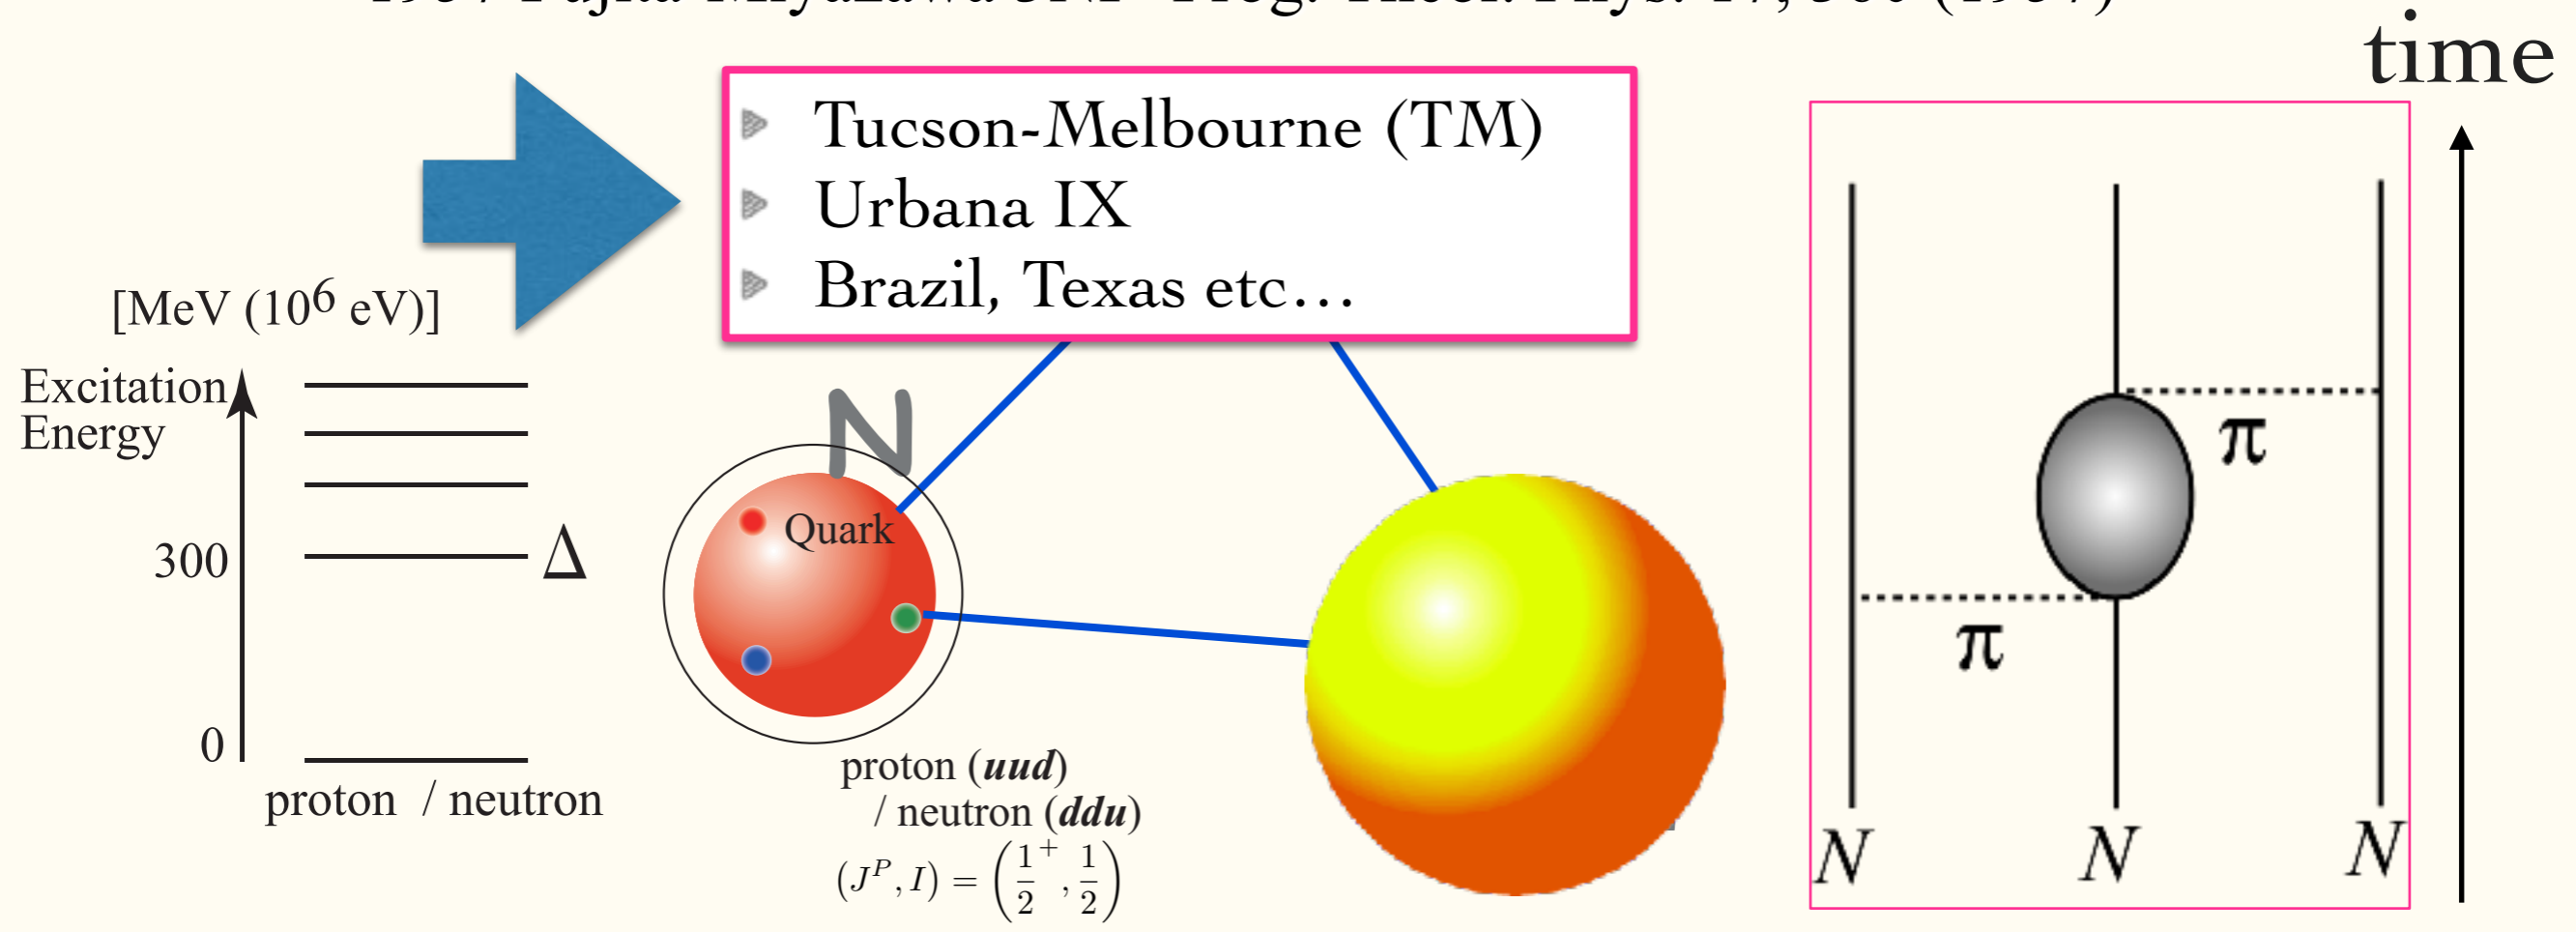 time
Tucson-Melbourne (TM)
Urbana IX
Brazil, Texas etc…
[MeV (10⁶ eV)]
Excitation
Energy
300
Δ
0
proton / neutron
N
Quark
proton (uud)
/ neutron (ddu)
(J^P, I) = (1/2^+, 1/2)
π
π
N
N
N